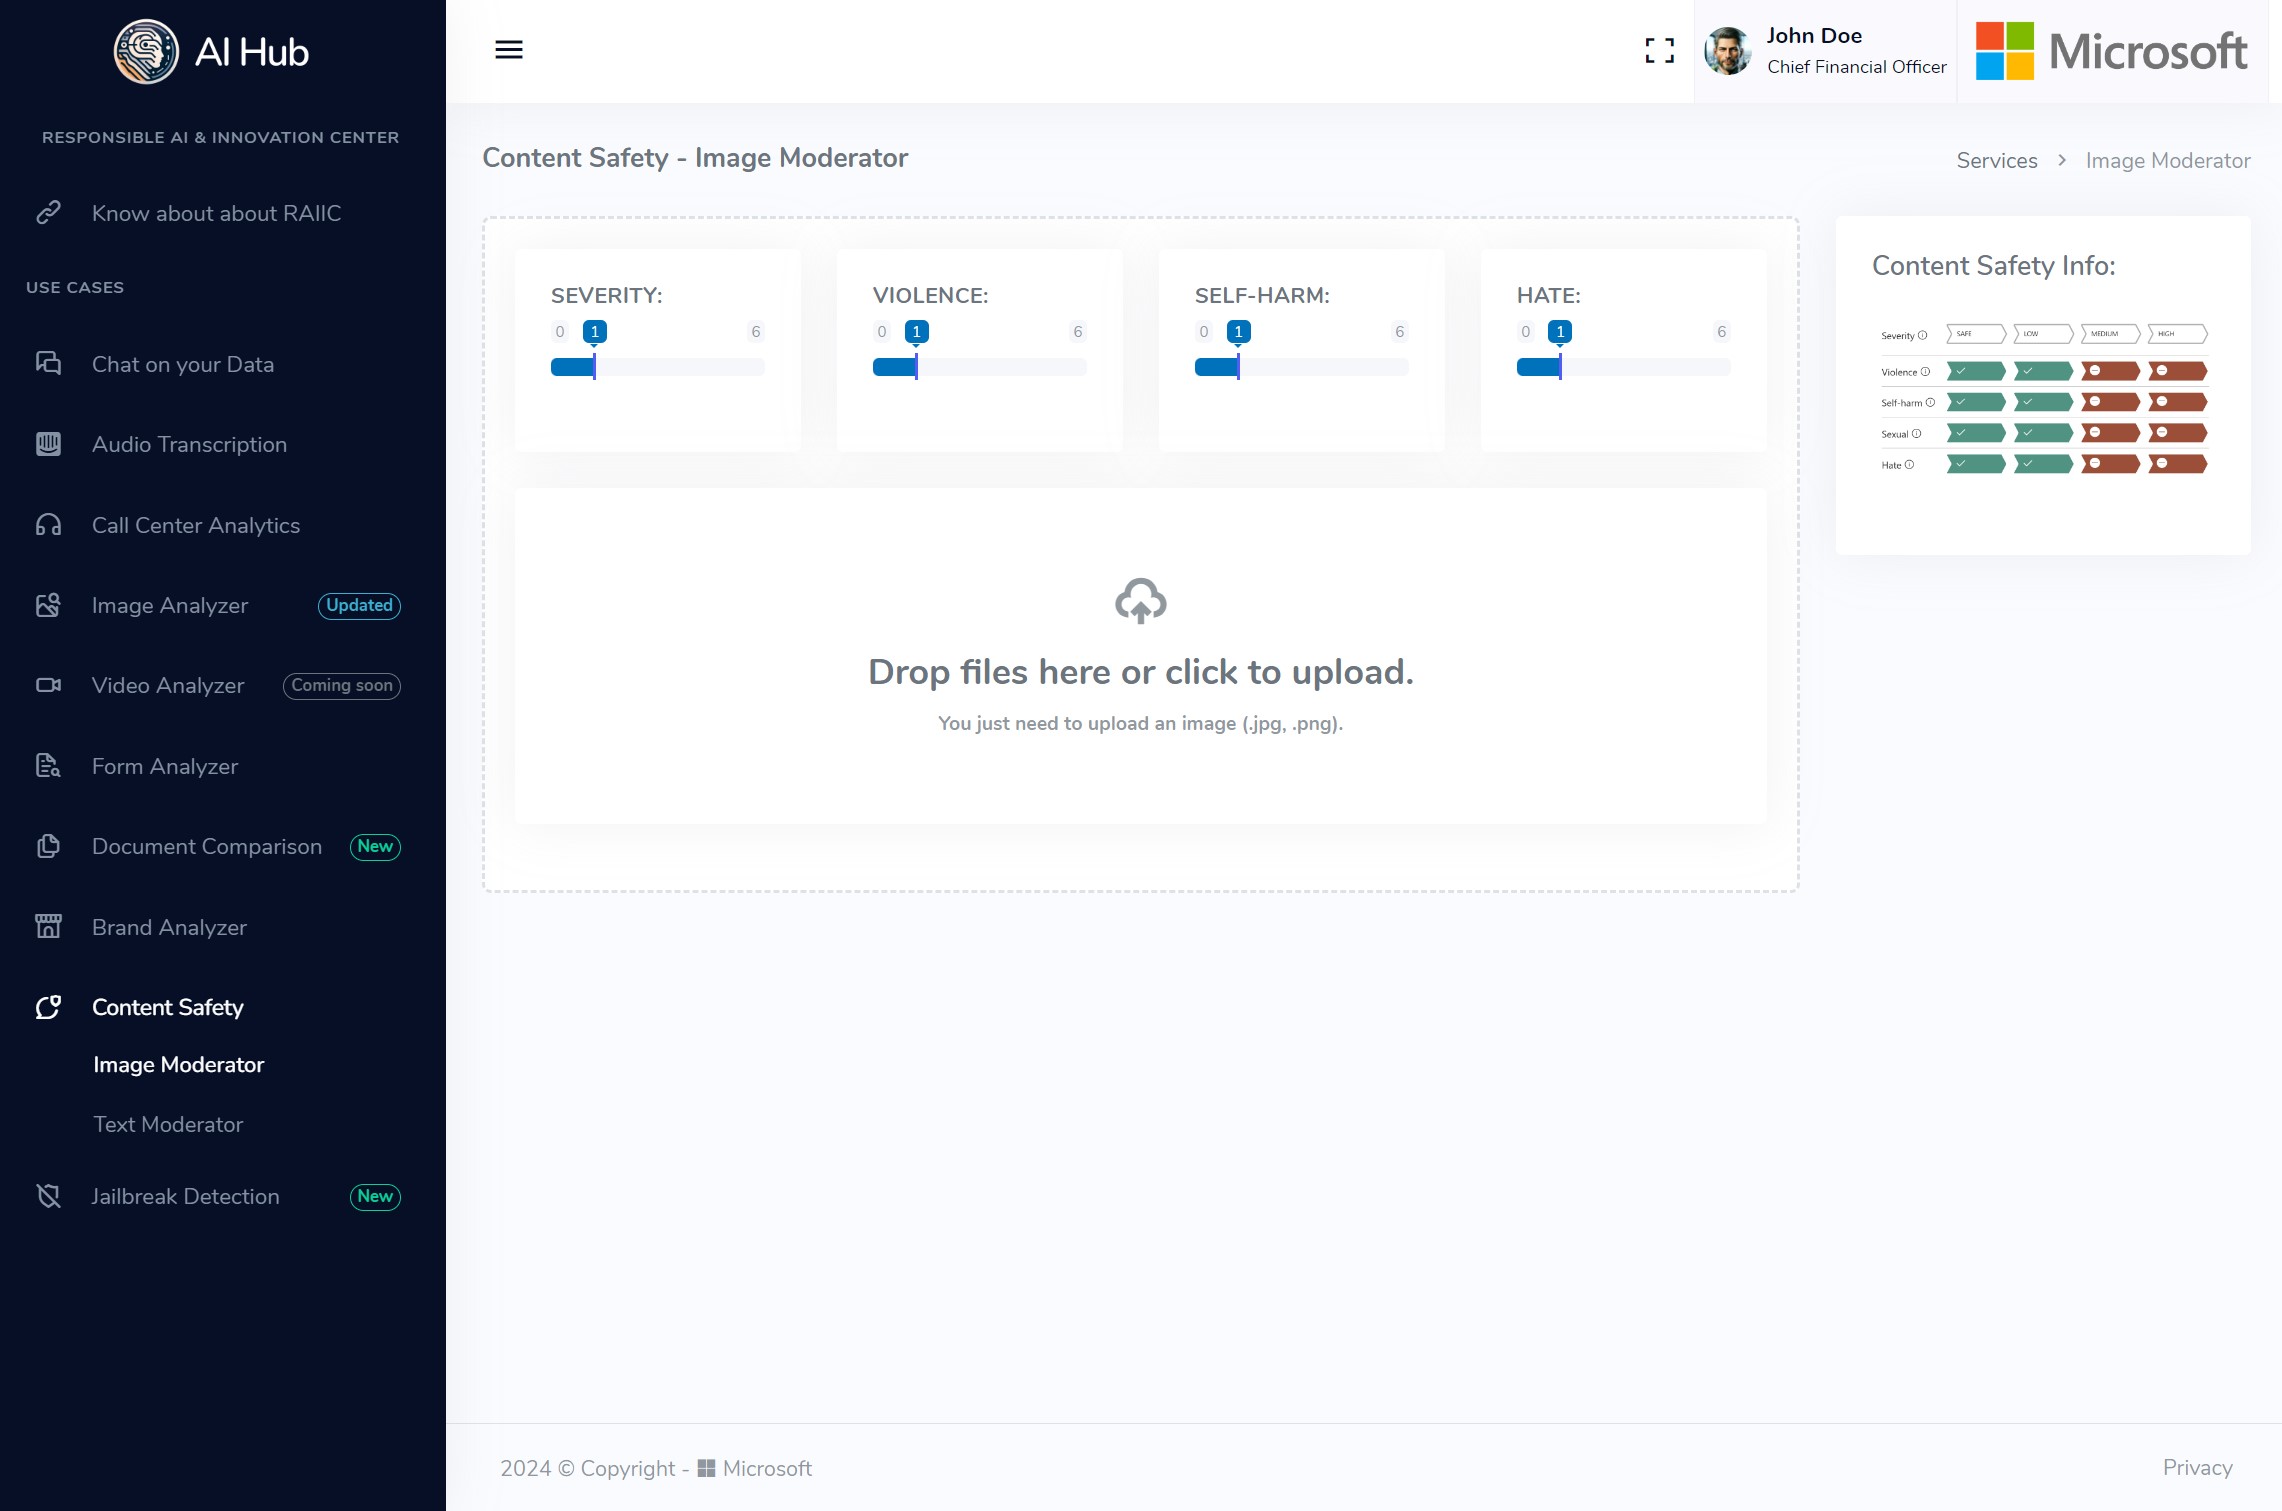 AI Hub
RESPONSIBLE AI & INNOVATION CENTER
Know about about RAIIC
USE CASES
Chat on your Data
Audio Transcription
Call Center Analytics
Image Analyzer Updated
Video Analyzer Coming soon
Form Analyzer
Document Comparison New
Brand Analyzer
Content Safety
Image Moderator
Text Moderator
Jailbreak Detection New
John Doe
Chief Financial Officer
Microsoft
Content Safety - Image Moderator
Services > Image Moderator
SEVERITY:
0 1 6
VIOLENCE:
0 1 6
SELF-HARM:
0 1 6
HATE:
0 1 6
Drop files here or click to upload.
You just need to upload an image (.jpg, .png).
Content Safety Info:
Severity SAFE LOW MEDIUM HIGH
Violence
Self-harm
Sexual
Hate
2024 © Copyright - Microsoft
Privacy